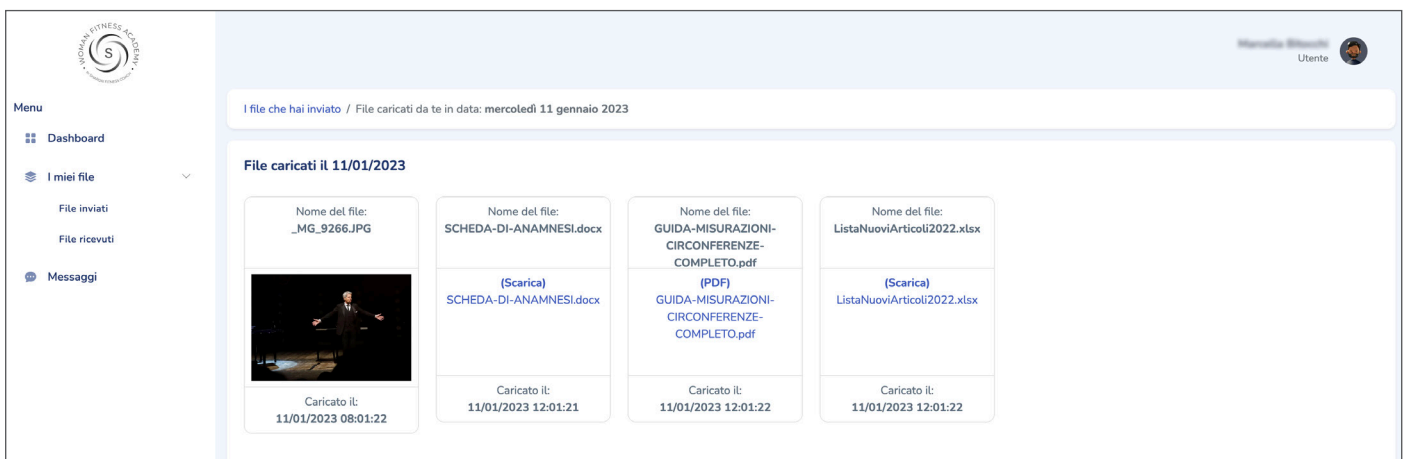 WOMAN FITNESS ACADEMY
S
Utente
Menu
Dashboard
I miei file
File inviati
File ricevuti
Messaggi
I file che hai inviato / File caricati da te in data: mercoledì 11 gennaio 2023
File caricati il 11/01/2023
Nome del file:
_MG_9266.JPG
Caricato il:
11/01/2023 08:01:22
Nome del file:
SCHEDA-DI-ANAMNESI.docx
(Scarica)
SCHEDA-DI-ANAMNESI.docx
Caricato il:
11/01/2023 12:01:21
Nome del file:
GUIDA-MISURAZIONI-
CIRCONFERENZE-
COMPLETO.pdf
(PDF)
GUIDA-MISURAZIONI-
CIRCONFERENZE-
COMPLETO.pdf
Caricato il:
11/01/2023 12:01:22
Nome del file:
ListaNuoviArticoli2022.xlsx
(Scarica)
ListaNuoviArticoli2022.xlsx
Caricato il:
11/01/2023 12:01:22